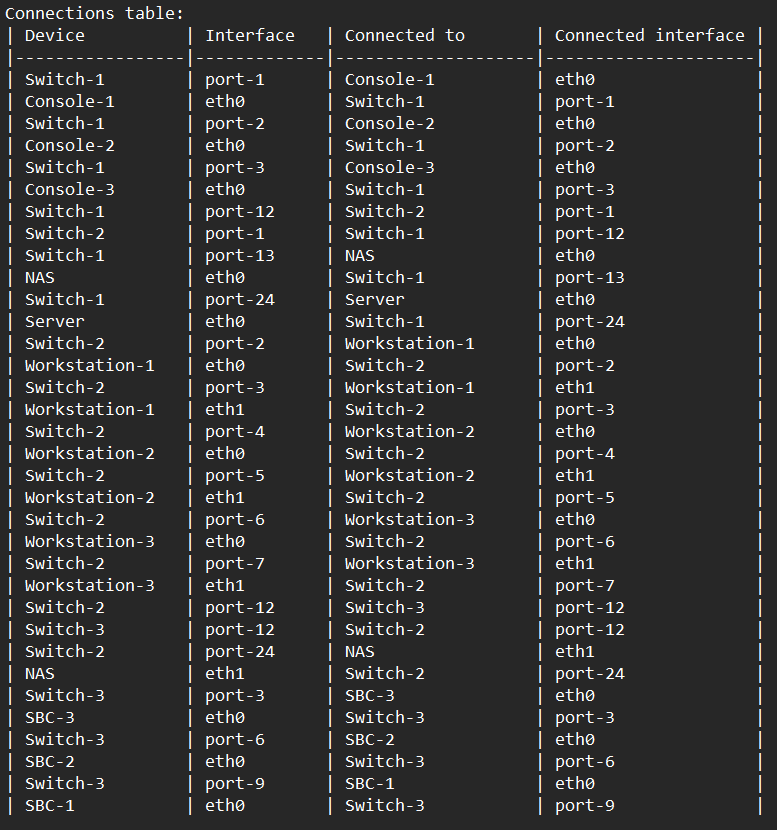 Connections table:
| Device          | Interface   | Connected to      | Connected interface |
|-----------------|-------------|-------------------|---------------------|
| Switch-1        | port-1      | Console-1         | eth0                |
| Console-1       | eth0        | Switch-1          | port-1              |
| Switch-1        | port-2      | Console-2         | eth0                |
| Console-2       | eth0        | Switch-1          | port-2              |
| Switch-1        | port-3      | Console-3         | eth0                |
| Console-3       | eth0        | Switch-1          | port-3              |
| Switch-1        | port-12     | Switch-2          | port-1              |
| Switch-2        | port-1      | Switch-1          | port-12             |
| Switch-1        | port-13     | NAS               | eth0                |
| NAS             | eth0        | Switch-1          | port-13             |
| Switch-1        | port-24     | Server            | eth0                |
| Server          | eth0        | Switch-1          | port-24             |
| Switch-2        | port-2      | Workstation-1     | eth0                |
| Workstation-1   | eth0        | Switch-2          | port-2              |
| Switch-2        | port-3      | Workstation-1     | eth1                |
| Workstation-1   | eth1        | Switch-2          | port-3              |
| Switch-2        | port-4      | Workstation-2     | eth0                |
| Workstation-2   | eth0        | Switch-2          | port-4              |
| Switch-2        | port-5      | Workstation-2     | eth1                |
| Workstation-2   | eth1        | Switch-2          | port-5              |
| Switch-2        | port-6      | Workstation-3     | eth0                |
| Workstation-3   | eth0        | Switch-2          | port-6              |
| Switch-2        | port-7      | Workstation-3     | eth1                |
| Workstation-3   | eth1        | Switch-2          | port-7              |
| Switch-2        | port-12     | Switch-3          | port-12             |
| Switch-3        | port-12     | Switch-2          | port-12             |
| Switch-2        | port-24     | NAS               | eth1                |
| NAS             | eth1        | Switch-2          | port-24             |
| Switch-3        | port-3      | SBC-3             | eth0                |
| SBC-3           | eth0        | Switch-3          | port-3              |
| Switch-3        | port-6      | SBC-2             | eth0                |
| SBC-2           | eth0        | Switch-3          | port-6              |
| Switch-3        | port-9      | SBC-1             | eth0                |
| SBC-1           | eth0        | Switch-3          | port-9              |